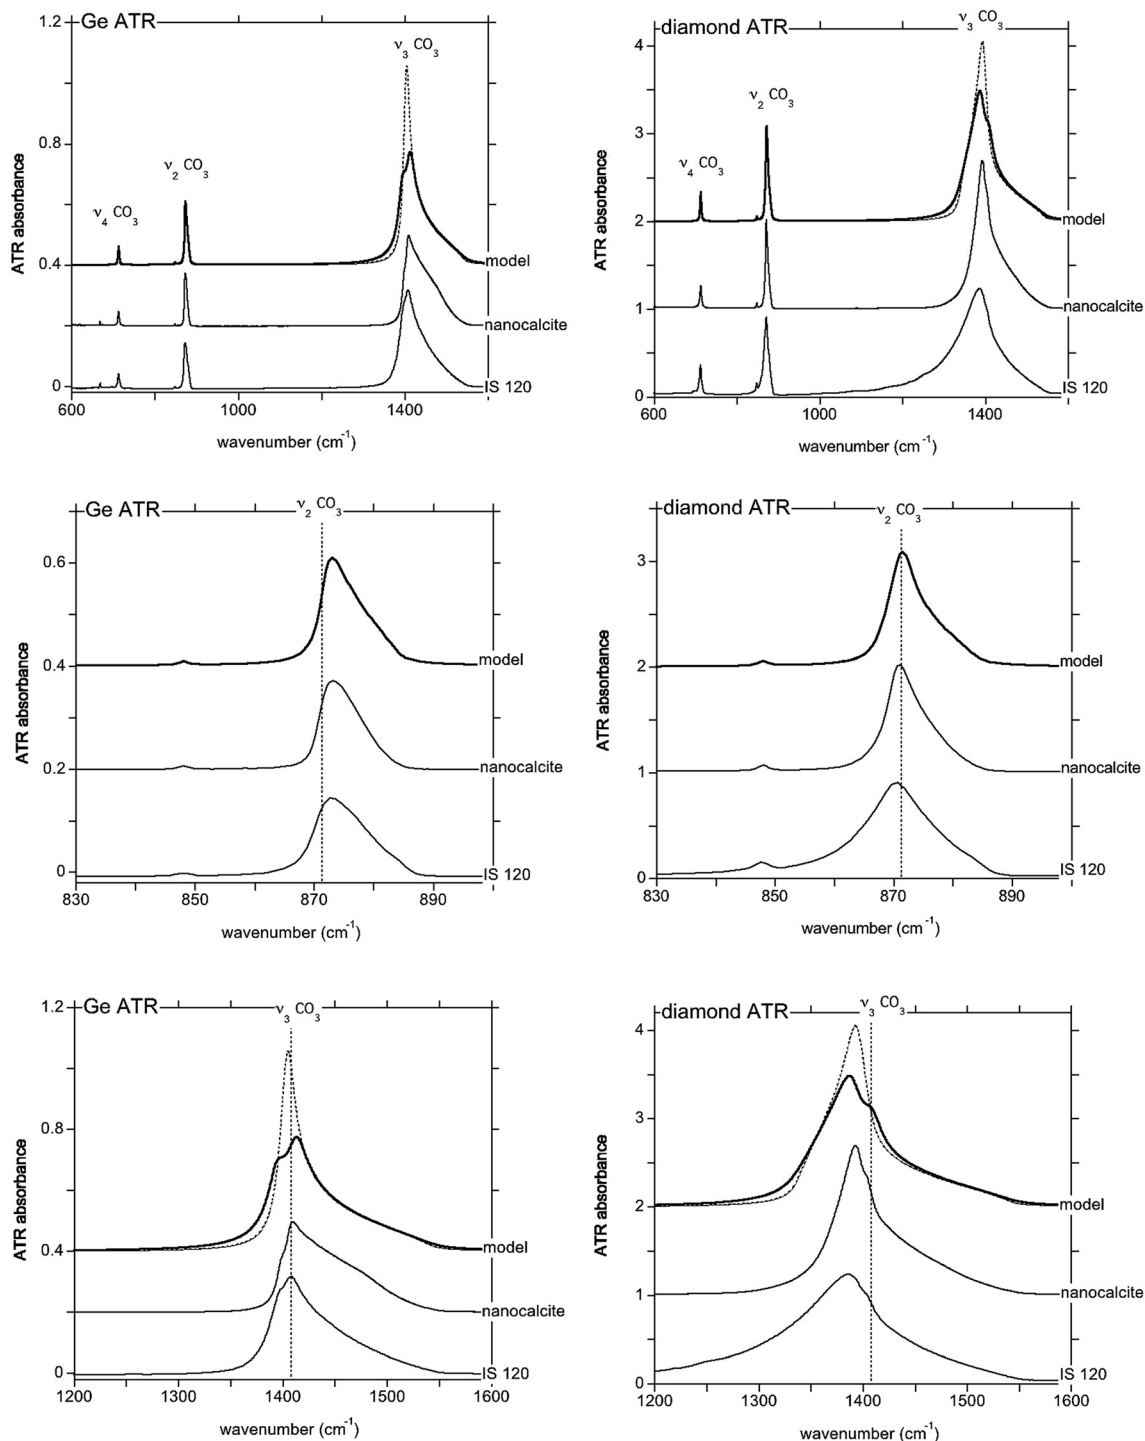 Ge ATR
1.2
0.8
0.4
0
ATR absorbance
ν4 CO3
ν2 CO3
ν3 CO3
model
nanocalcite
IS 120
600
1000
1400
wavenumber (cm-1)
diamond ATR
4
3
2
1
0
ATR absorbance
ν4 CO3
ν2 CO3
ν3 CO3
model
nanocalcite
IS 120
600
1000
1400
wavenumber (cm-1)
Ge ATR
ν2 CO3
0.6
0.4
0.2
0
ATR absorbance
model
nanocalcite
IS 120
830
850
870
890
wavenumber (cm-1)
diamond ATR
ν2 CO3
3
2
1
0
ATR absorbance
model
nanocalcite
IS 120
830
850
870
890
wavenumber (cm-1)
Ge ATR
ν3 CO3
1.2
0.8
0.4
0
ATR absorbance
model
nanocalcite
IS 120
1200
1300
1400
1500
1600
wavenumber (cm-1)
diamond ATR
ν3 CO3
4
3
2
1
0
ATR absorbance
model
nanocalcite
IS 120
1200
1300
1400
1500
1600
wavenumber (cm-1)